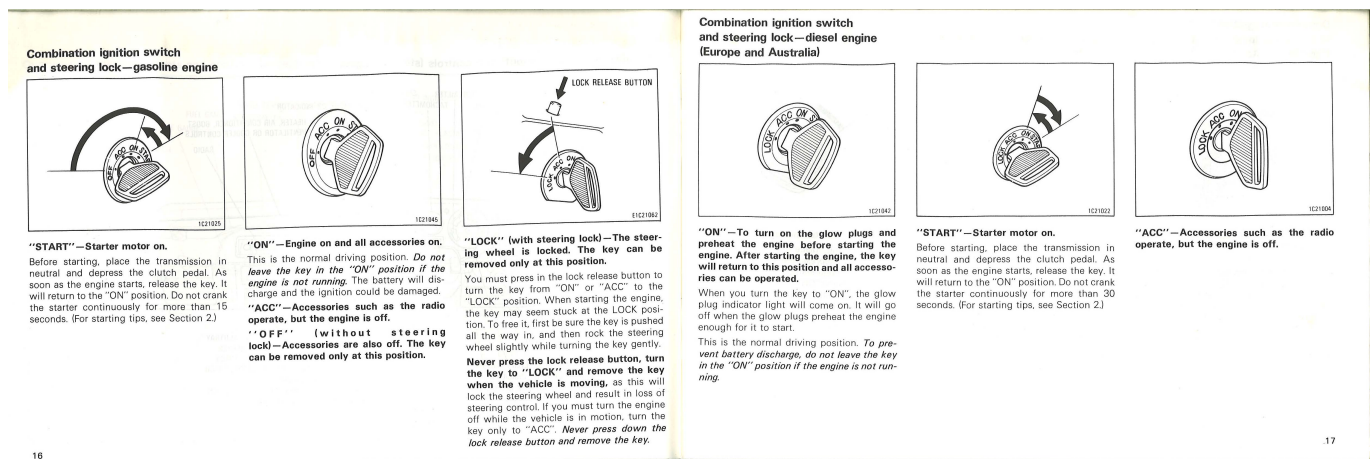 Combination ignition switch
and steering lock—gasoline engine
OFF ACC ON STA
1C21025
"START"—Starter motor on.
Before starting, place the transmission in
neutral and depress the clutch pedal. As
soon as the engine starts, release the key. It
will return to the "ON" position. Do not crank
the starter continuously for more than 15
seconds. (For starting tips, see Section 2.)
OFF ACC ON S
1C21045
"ON"—Engine on and all accessories on.
This is the normal driving position. Do not
leave the key in the "ON" position if the
engine is not running. The battery will dis-
charge and the ignition could be damaged.
"ACC"—Accessories such as the radio
operate, but the engine is off.
"OFF" (without steering
lock)—Accessories are also off. The key
can be removed only at this position.
LOCK RELEASE BUTTON
LOCK ACC ON
E1C21062
"LOCK" (with steering lock)—The steer-
ing wheel is locked. The key can be
removed only at this position.
You must press in the lock release button to
turn the key from "ON" or "ACC" to the
"LOCK" position. When starting the engine,
the key may seem stuck at the LOCK posi-
tion. To free it, first be sure the key is pushed
all the way in, and then rock the steering
wheel slightly while turning the key gently.
Never press the lock release button, turn
the key to "LOCK" and remove the key
when the vehicle is moving, as this will
lock the steering wheel and result in loss of
steering control. If you must turn the engine
off while the vehicle is in motion, turn the
key only to "ACC". Never press down the
lock release button and remove the key.
16
Combination ignition switch
and steering lock—diesel engine
(Europe and Australia)
LOCK ACC ON S
1C21042
"ON"—To turn on the glow plugs and
preheat the engine before starting the
engine. After starting the engine, the key
will return to this position and all accesso-
ries can be operated.
When you turn the key to "ON", the glow
plug indicator light will come on. It will go
off when the glow plugs preheat the engine
enough for it to start.
This is the normal driving position. To pre-
vent battery discharge, do not leave the key
in the "ON" position if the engine is not run-
ning.
LOCK ACC ON STA
1C21022
"START"—Starter motor on.
Before starting, place the transmission in
neutral and depress the clutch pedal. As
soon as the engine starts, release the key. It
will return to the "ON" position. Do not crank
the starter continuously for more than 30
seconds. (For starting tips, see Section 2.)
LOCK ACC ON
1C21004
"ACC"—Accessories such as the radio
operate, but the engine is off.
17